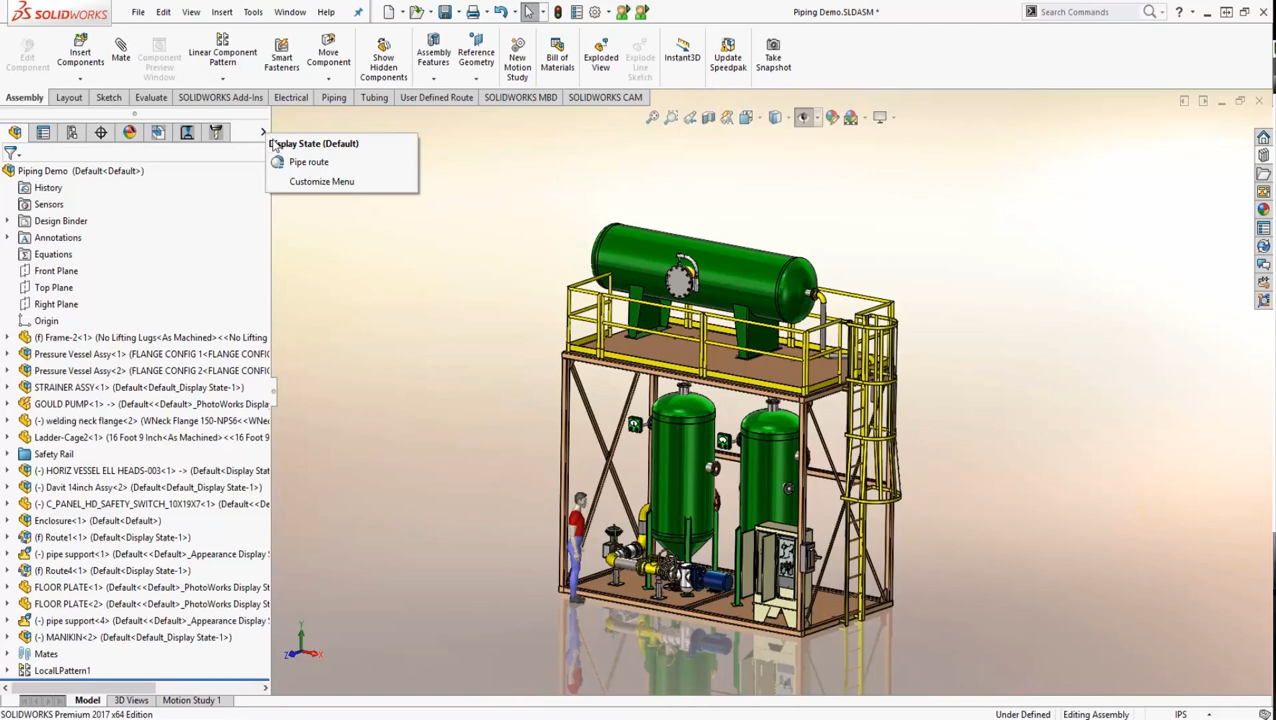 SOLIDWORKS
File
Edit
View
Insert
Tools
Window
Help
Piping Demo.SLDASM *
Search Commands
Edit Component
Insert Components
Mate
Component Preview Window
Linear Component Pattern
Smart Fasteners
Move Component
Show Hidden Components
Assembly Features
Reference Geometry
New Motion Study
Bill of Materials
Exploded View
Explode Line Sketch
Instant3D
Update Speedpak
Take Snapshot
Assembly
Layout
Sketch
Evaluate
SOLIDWORKS Add-Ins
Electrical
Piping
Tubing
User Defined Route
SOLIDWORKS MBD
SOLIDWORKS CAM
Display State (Default)
Pipe route
Customize Menu
Piping Demo (Default<Default>)
History
Sensors
Design Binder
Annotations
Equations
Front Plane
Top Plane
Right Plane
Origin
(f) Frame-2<1> (No Lifting Lugs<As Machined><<No Lifting
Pressure Vessel Assy<1> (FLANGE CONFIG 1<FLANGE CONFIG
Pressure Vessel Assy<2> (FLANGE CONFIG 2<FLANGE CONFIG
STRAINER ASSY<1> (Default<Default_Display State-1>)
GOULD PUMP<1> -> (Default<Default>_PhotoWorks Displa
(-) welding neck flange<2> (WNeck Flange 150-NPS6<<WNe
Ladder-Cage2<1> (16 Foot 9 Inch<As Machined><<16 Foot
Safety Rail
(-) HORIZ VESSEL ELL HEADS-003<1> -> (Default<Display Stat
(-) Davit 14inch Assy<2> (Default<Display State-1>)
(-) C_PANEL_HD_SAFETY_SWITCH_10X19X7<1> (Default<Def
Enclosure<1> (Default<Default>)
(f) Route1<1> (Default<Display State-1>)
(-) pipe support<1> (Default<Default>_Appearance Display
(f) Route4<1> (Default<Display State-1>)
FLOOR PLATE<1> (Default<Default>_PhotoWorks Display
FLOOR PLATE<2> (Default<Default>_PhotoWorks Display
(-) pipe support<4> (Default<Default>_Appearance Display
(-) MANIKIN<2> (Default<Default_Display State-1>)
Mates
LocalLPattern1
Y
Z
X
Model
3D Views
Motion Study 1
SOLIDWORKS Premium 2017 x64 Edition
Under Defined
Editing Assembly
IPS